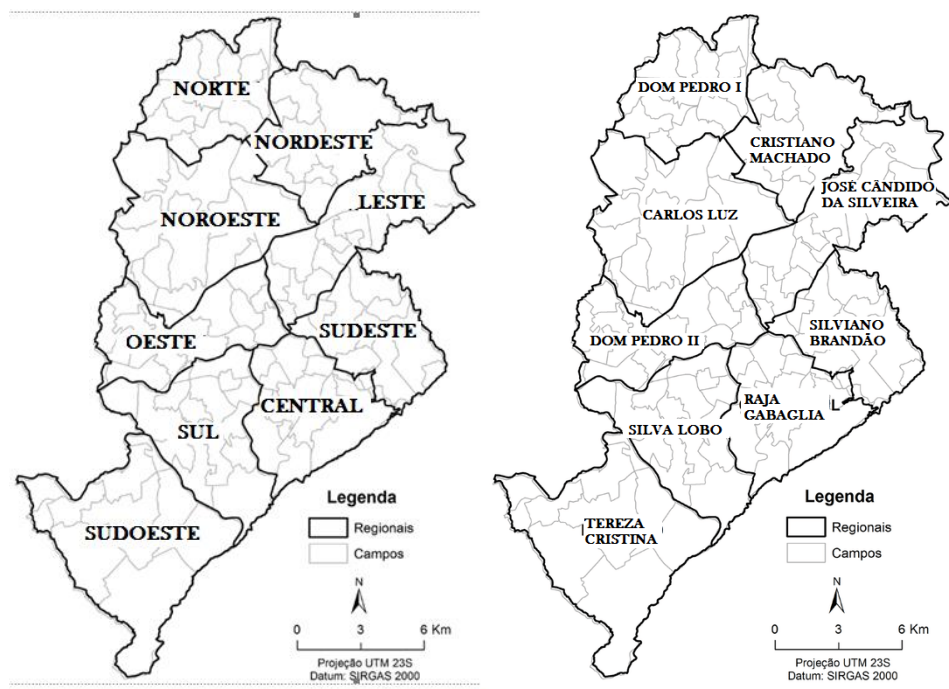 NORTE
NORDESTE
LESTE
NOROESTE
OESTE
SUDESTE
CENTRAL
SUL
SUDOESTE
Legenda
Regionais
Campos
N
0 3 6 Km
Projeção UTM 23S
Datum: SIRGAS 2000
DOM PEDRO I
CRISTIANO
MACHADO
JOSÉ CÂNDIDO
DA SILVEIRA
CARLOS LUZ
DOM PEDRO II
SILVIANO
BRANDÃO
RAJA
GABAGLIA
L
SILVA LOBO
TEREZA
CRISTINA
Legenda
Regionais
Campos
N
0 3 6 Km
Projeção UTM 23S
Datum: SIRGAS 2000